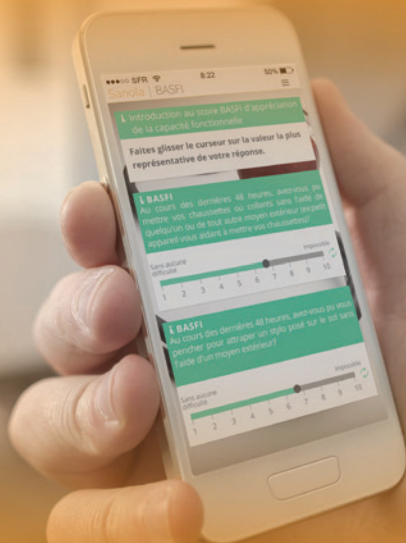 SFR 8:22 50%
Sanoia | BASFI
Introduction au store BASFI d'appréciation
de la capacité fonctionnelle
Faites glisser le curseur sur la valeur la plus
représentative de votre réponse.
BASFI
Au cours des dernières 48 heures, avez-vous pu
mettre vos chaussettes ou collants sans l'aide de
quelqu'un ou de tout autre moyen extérieur (ex:petit
appareil vous aidant à mettre vos chaussettes)?
Sans aucune
difficulté
Impossible
1 2 3 4 5 6 7 8 9 10
BASFI
Au cours des dernières 48 heures, avez-vous pu vous
pencher pour attraper un stylo posé sur le sol sans
l'aide d'un moyen extérieur?
Sans aucune
difficulté
Impossible
1 2 3 4 5 6 7 8 9 10